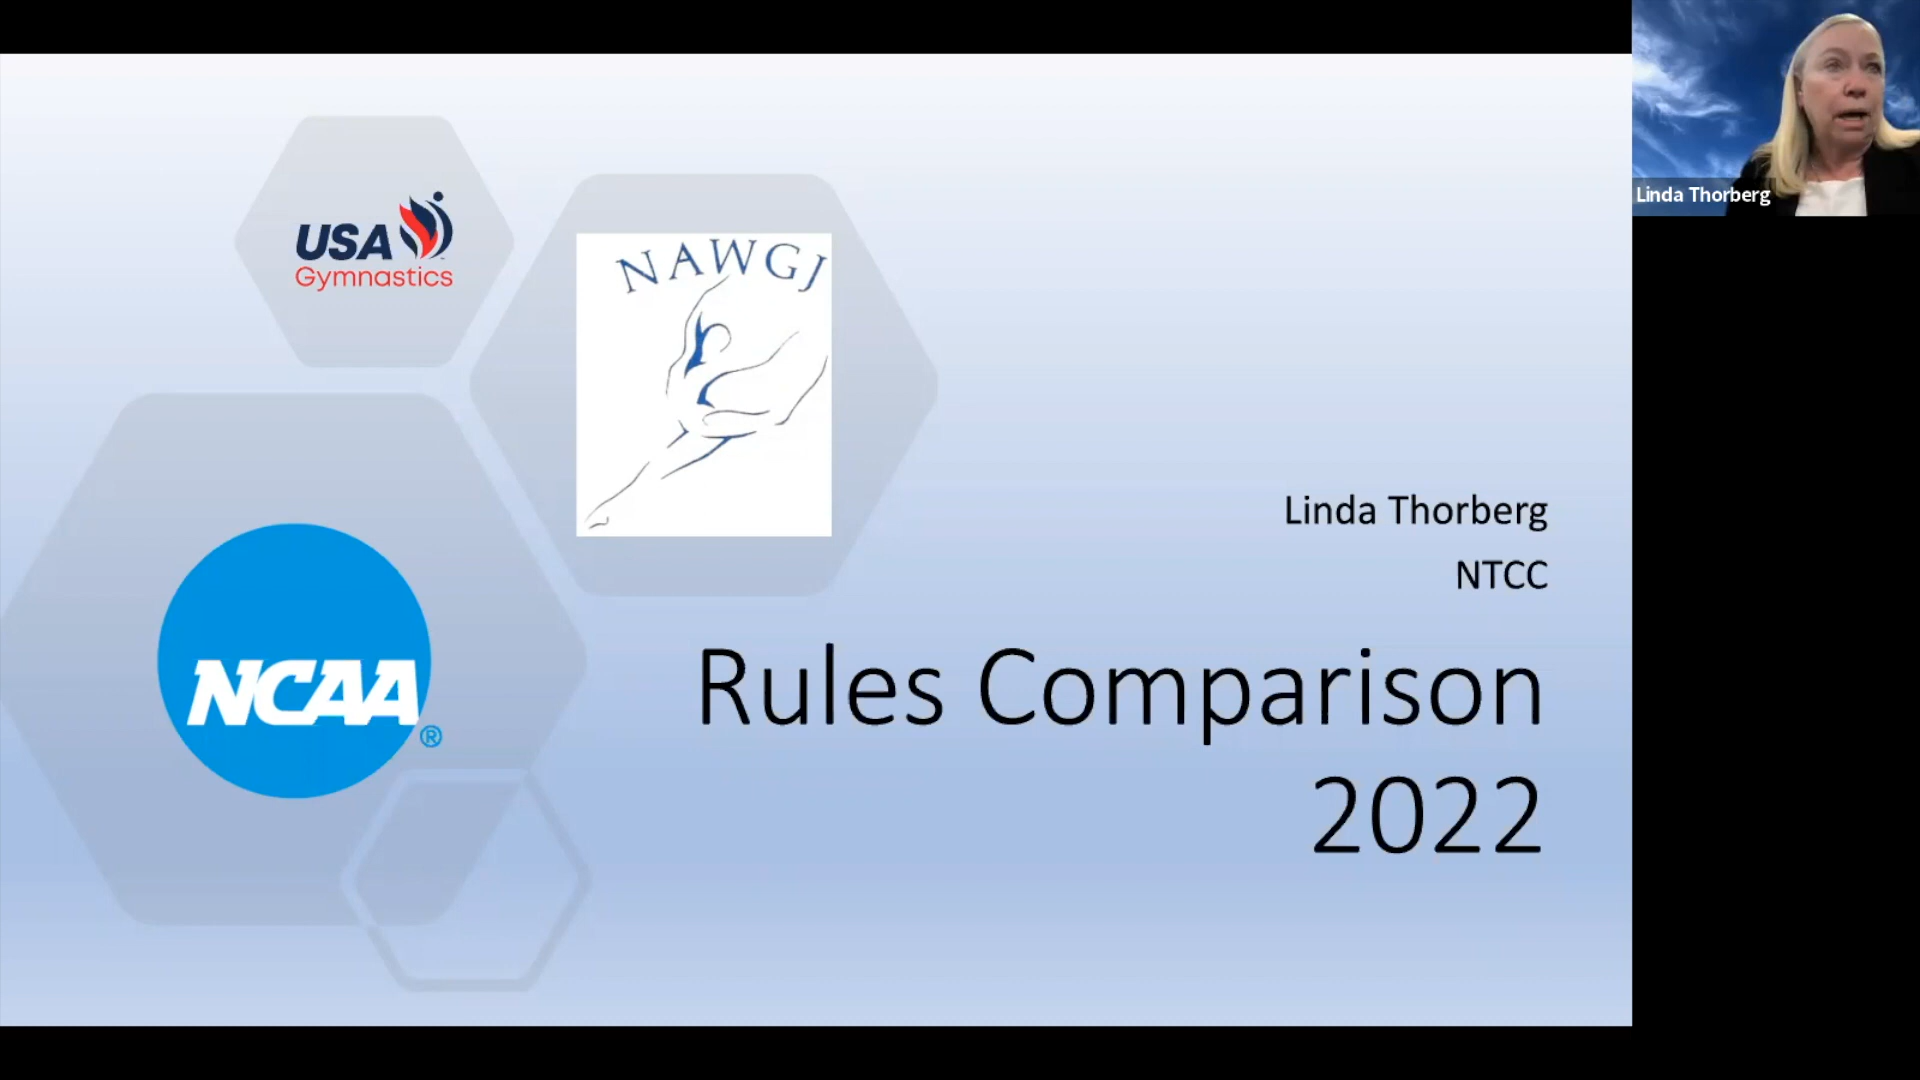 USA
Gymnastics
NAWGJ
NCAA
®
Linda Thorberg
NTCC
Rules Comparison
2022
Linda Thorberg